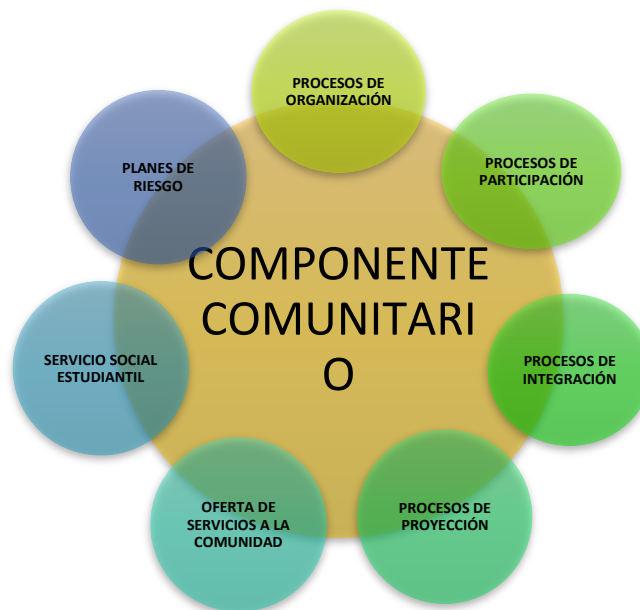 PROCESOS DE
ORGANIZACIÓN
PROCESOS DE
PARTICIPACIÓN
PROCESOS DE
INTEGRACIÓN
PROCESOS DE
PROYECCIÓN
OFERTA DE
SERVICIOS A LA
COMUNIDAD
SERVICIO SOCIAL
ESTUDIANTIL
PLANES DE
RIESGO
COMPONENTE
COMUNITARI
O